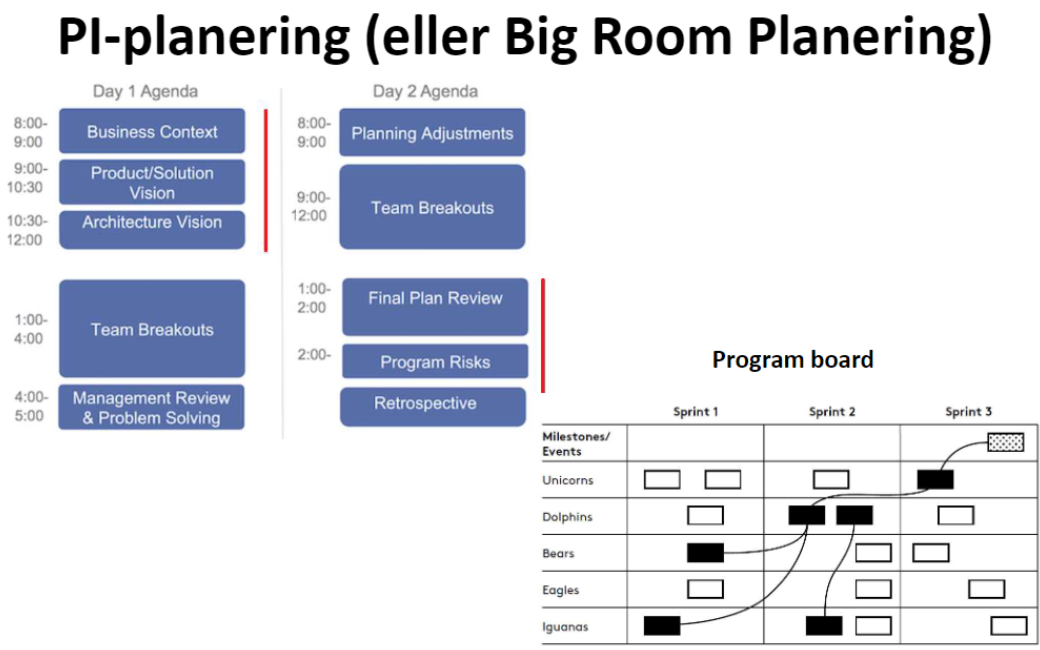 PI-planering (eller Big Room Planering)
Day 1 Agenda
8:00-
9:00
Business Context
9:00-
10:30
Product/Solution
Vision
10:30-
12:00
Architecture Vision
1:00-
4:00
Team Breakouts
4:00-
5:00
Management Review
& Problem Solving
Day 2 Agenda
8:00-
9:00
Planning Adjustments
9:00-
12:00
Team Breakouts
1:00-
2:00
Final Plan Review
2:00-
Program Risks
Retrospective
Program board
Sprint 1
Sprint 2
Sprint 3
Milestones/
Events
Unicorns
Dolphins
Bears
Eagles
Iguanas